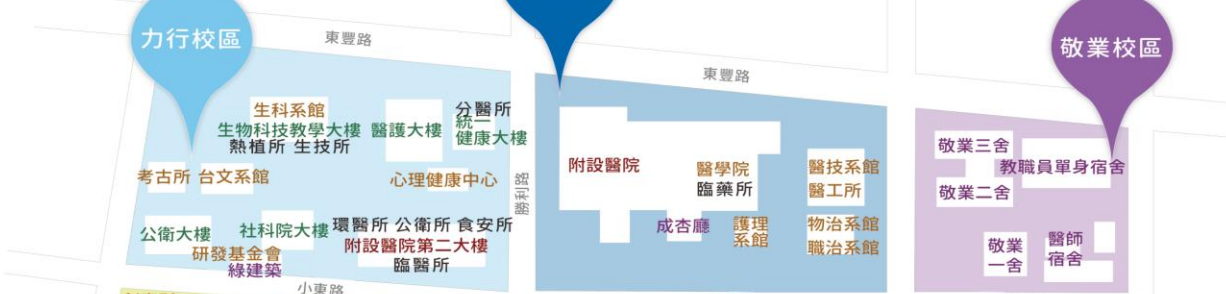 力行校區
敬業校區
東豐路
東豐路
生科系館
生物科技教學大樓
熱植所 生技所
醫護大樓
分醫所
統一
健康大樓
考古所 台文系館
心理健康中心
勝利路
公衛大樓
社科院大樓
環醫所 公衛所 食安所
研發基金會
綠建築
附設醫院第二大樓
臨醫所
小東路
附設醫院
醫學院
臨藥所
醫技系館
醫工所
成杏廳
護理
系館
物治系館
職治系館
敬業三舍
教職員單身宿舍
敬業二舍
敬業
一舍
醫師
宿舍